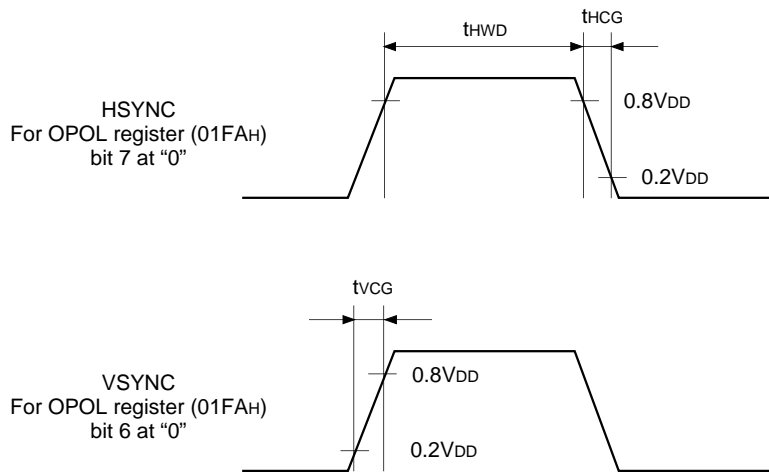 tHWD
tHCG
HSYNC
For OPOL register (01FAH)
bit 7 at “0”
0.8VDD
0.2VDD
tVCG
VSYNC
For OPOL register (01FAH)
bit 6 at “0”
0.8VDD
0.2VDD